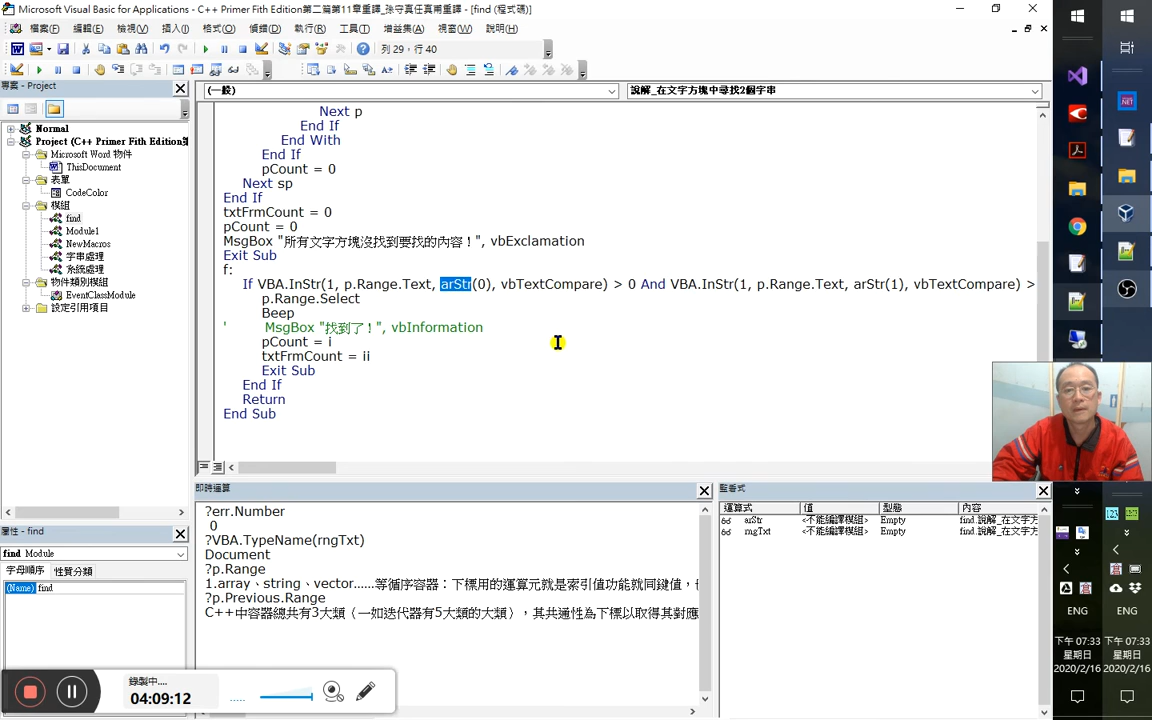 Microsoft Visual Basic for Applications - C++ Primer Fith Edition第二篇第11章重譯_孫守真任真甫重譯 - [find (程式碼)]
檔案(F) 編輯(E) 檢視(V) 插入(I) 格式(O) 偵錯(D) 執行(R) 工具(T) 增益集(A) 視窗(W) 說明(H)
列 29，行 40
專案 - Project
(一般)
說解_在文字方塊中尋找2個字串
Normal
Project (C++ Primer Fith Edition第
Microsoft Word 物件
ThisDocument
表單
CodeColor
模組
find
Module1
NewMacros
字串處理
系統處理
物件類別模組
EventClassModule
設定引用項目
Next p
End If
End With
End If
pCount = 0
Next sp
End If
txtFrmCount = 0
pCount = 0
MsgBox "所有文字方塊沒找到要找的內容！", vbExclamation
Exit Sub
f:
If VBA.InStr(1, p.Range.Text, arStr(0), vbTextCompare) > 0 And VBA.InStr(1, p.Range.Text, arStr(1), vbTextCompare) >
p.Range.Select
Beep
' MsgBox "找到了！", vbInformation
pCount = i
txtFrmCount = ii
Exit Sub
End If
Return
End Sub
屬性 - find
find Module
字母順序 性質分類
(Name) find
即時運算
?err.Number
0
?VBA.TypeName(rngTxt)
Document
?p.Range
1.array、string、vector……等循序容器：下標用的運算元就是索引值功能就同鍵值，
?p.Previous.Range
C++中容器總共有3大類（一如迭代器有5大類的大類），其共通性為下標以取得其對應
監看式
運算式 值 型態 內容
arStr <不能編譯模組> Empty find.說解_在文字方
rngTxt <不能編譯模組> Empty find.說解_在文字方
錄製中....
04:09:12
.NET
ENG ENG
下午 07:33 下午 07:33
星期日 星期日
2020/2/16 2020/2/16